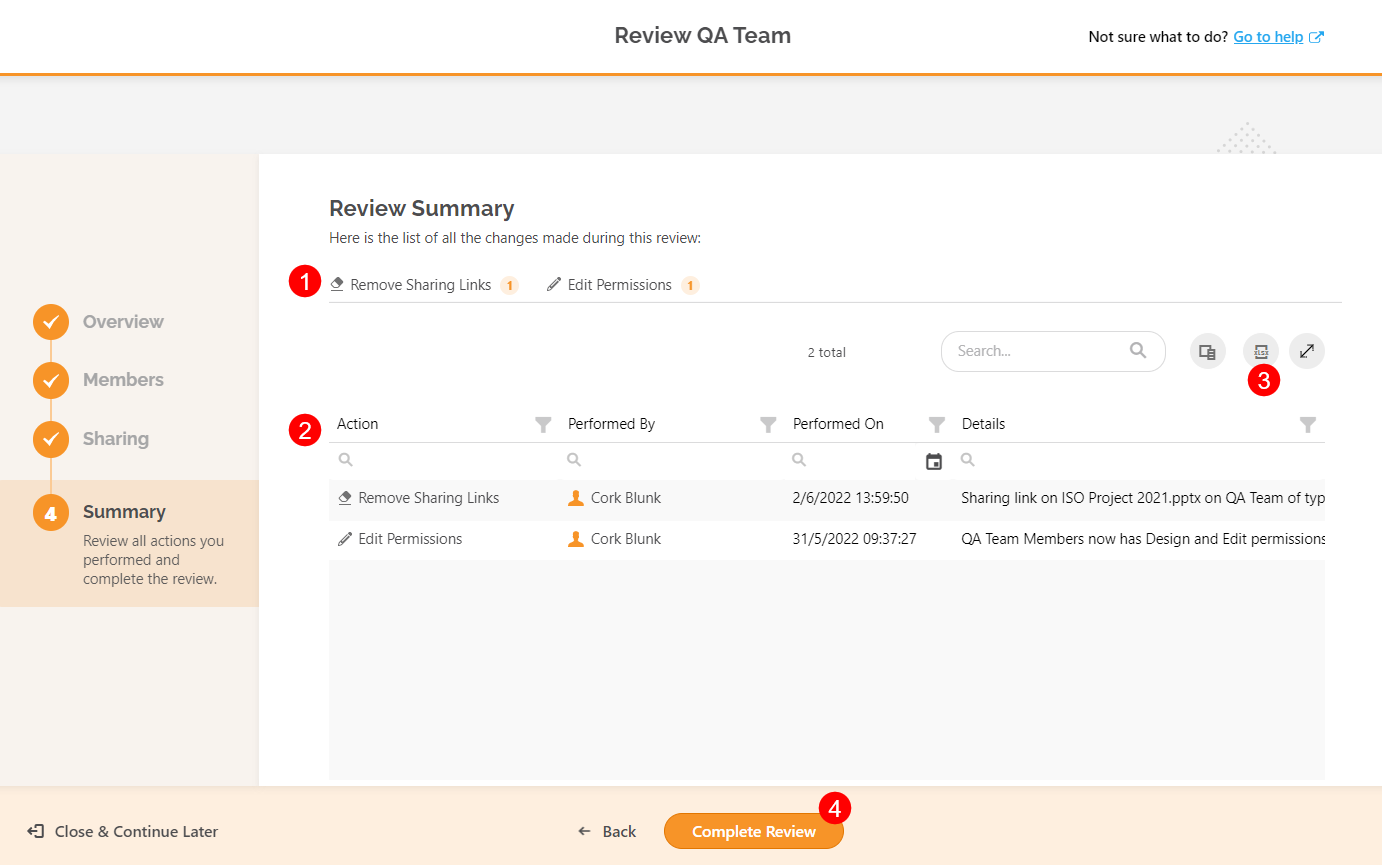 Review QA Team
Not sure what to do? Go to help
Review Summary
Here is the list of all the changes made during this review:
1 Remove Sharing Links 1 Edit Permissions 1
Overview
Members
Sharing
4 Summary
Review all actions you
performed and
complete the review.
2 total
Search...
XLSX
3
2 Action Performed By Performed On Details
Remove Sharing Links Cork Blunk 2/6/2022 13:59:50 Sharing link on ISO Project 2021.pptx on QA Team of typ
Edit Permissions Cork Blunk 31/5/2022 09:37:27 QA Team Members now has Design and Edit permissions
4
Close & Continue Later
Back
Complete Review